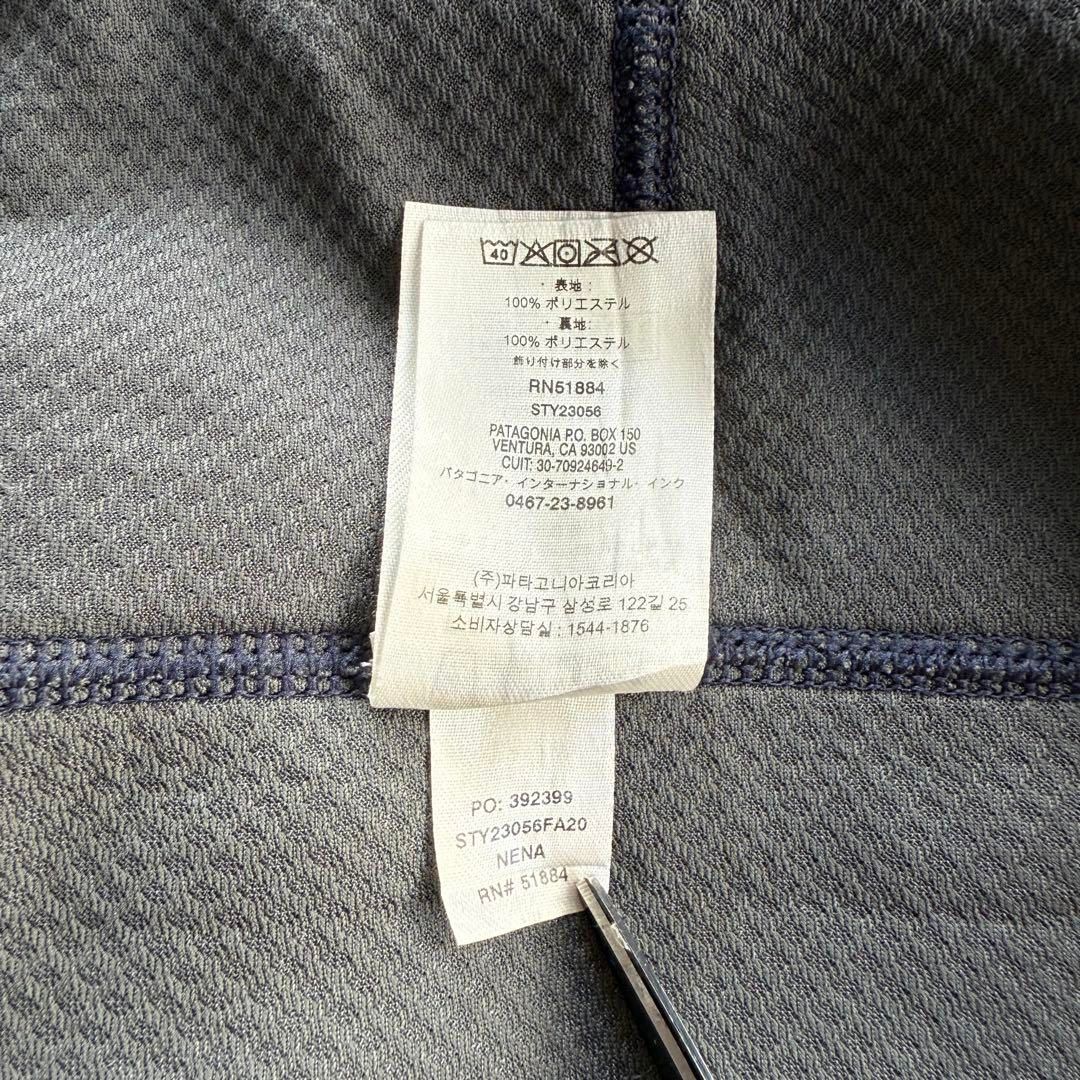 40
・表地:
100% ポリエステル
・裏地:
100% ポリエステル
飾り付け部分を除く
RN51884
STY23056
PATAGONIA P.O. BOX 150
VENTURA, CA 93002 US
CUIT: 30-70924649-2
パタゴニア・インターナショナル・インク
0467-23-8961
(주)파타고니아코리아
서울특별시 강남구 삼성로 122길 25
소비자상담실 : 1544-1876
PO: 392399
STY23056FA20
NENA
RN# 51884